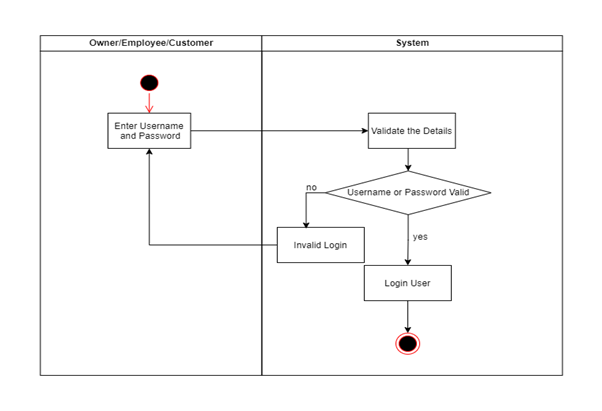 Owner/Employee/Customer
System
Enter Username
and Password
Validate the Details
Username or Password Valid
no
Invalid Login
yes
Login User